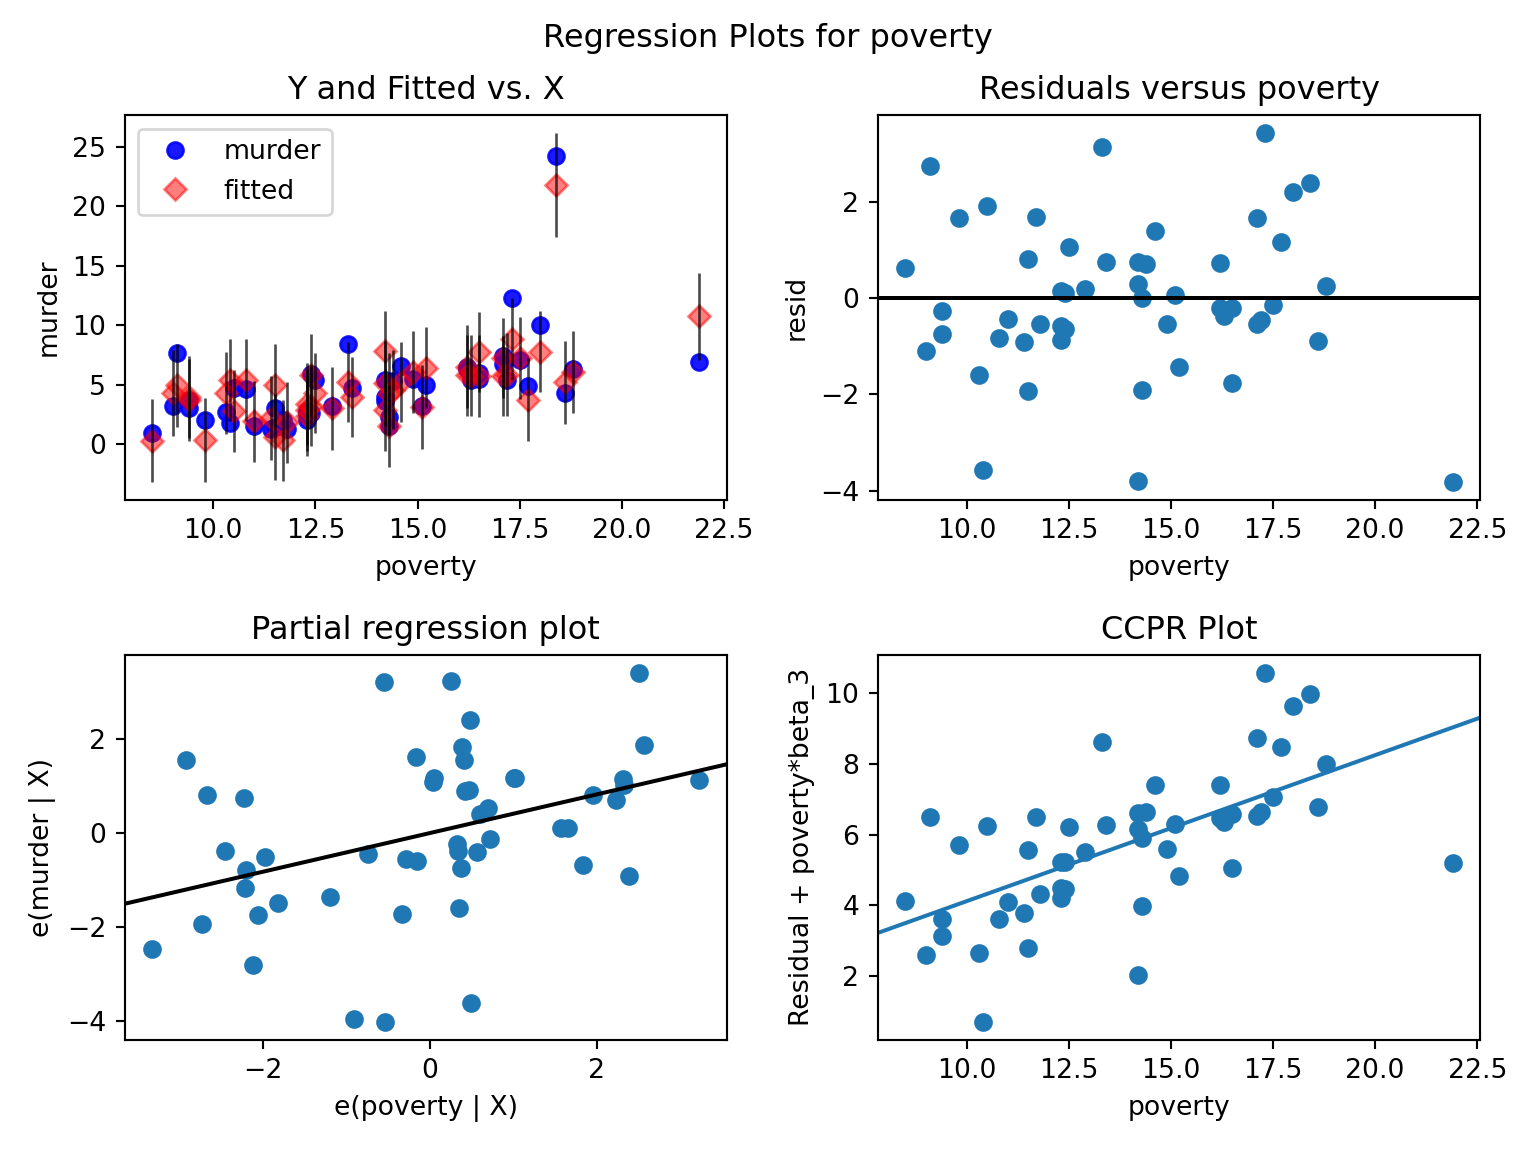 Regression Plots for poverty
Y and Fitted vs. X
murder
fitted
25
20
15
10
5
0
murder
10.0 12.5 15.0 17.5 20.0 22.5
poverty
Residuals versus poverty
2
0
−2
−4
resid
10.0 12.5 15.0 17.5 20.0 22.5
poverty
Partial regression plot
2
0
−2
−4
e(murder | X)
−2 0 2
e(poverty | X)
CCPR Plot
10
8
6
4
2
Residual + poverty*beta_3
10.0 12.5 15.0 17.5 20.0 22.5
poverty